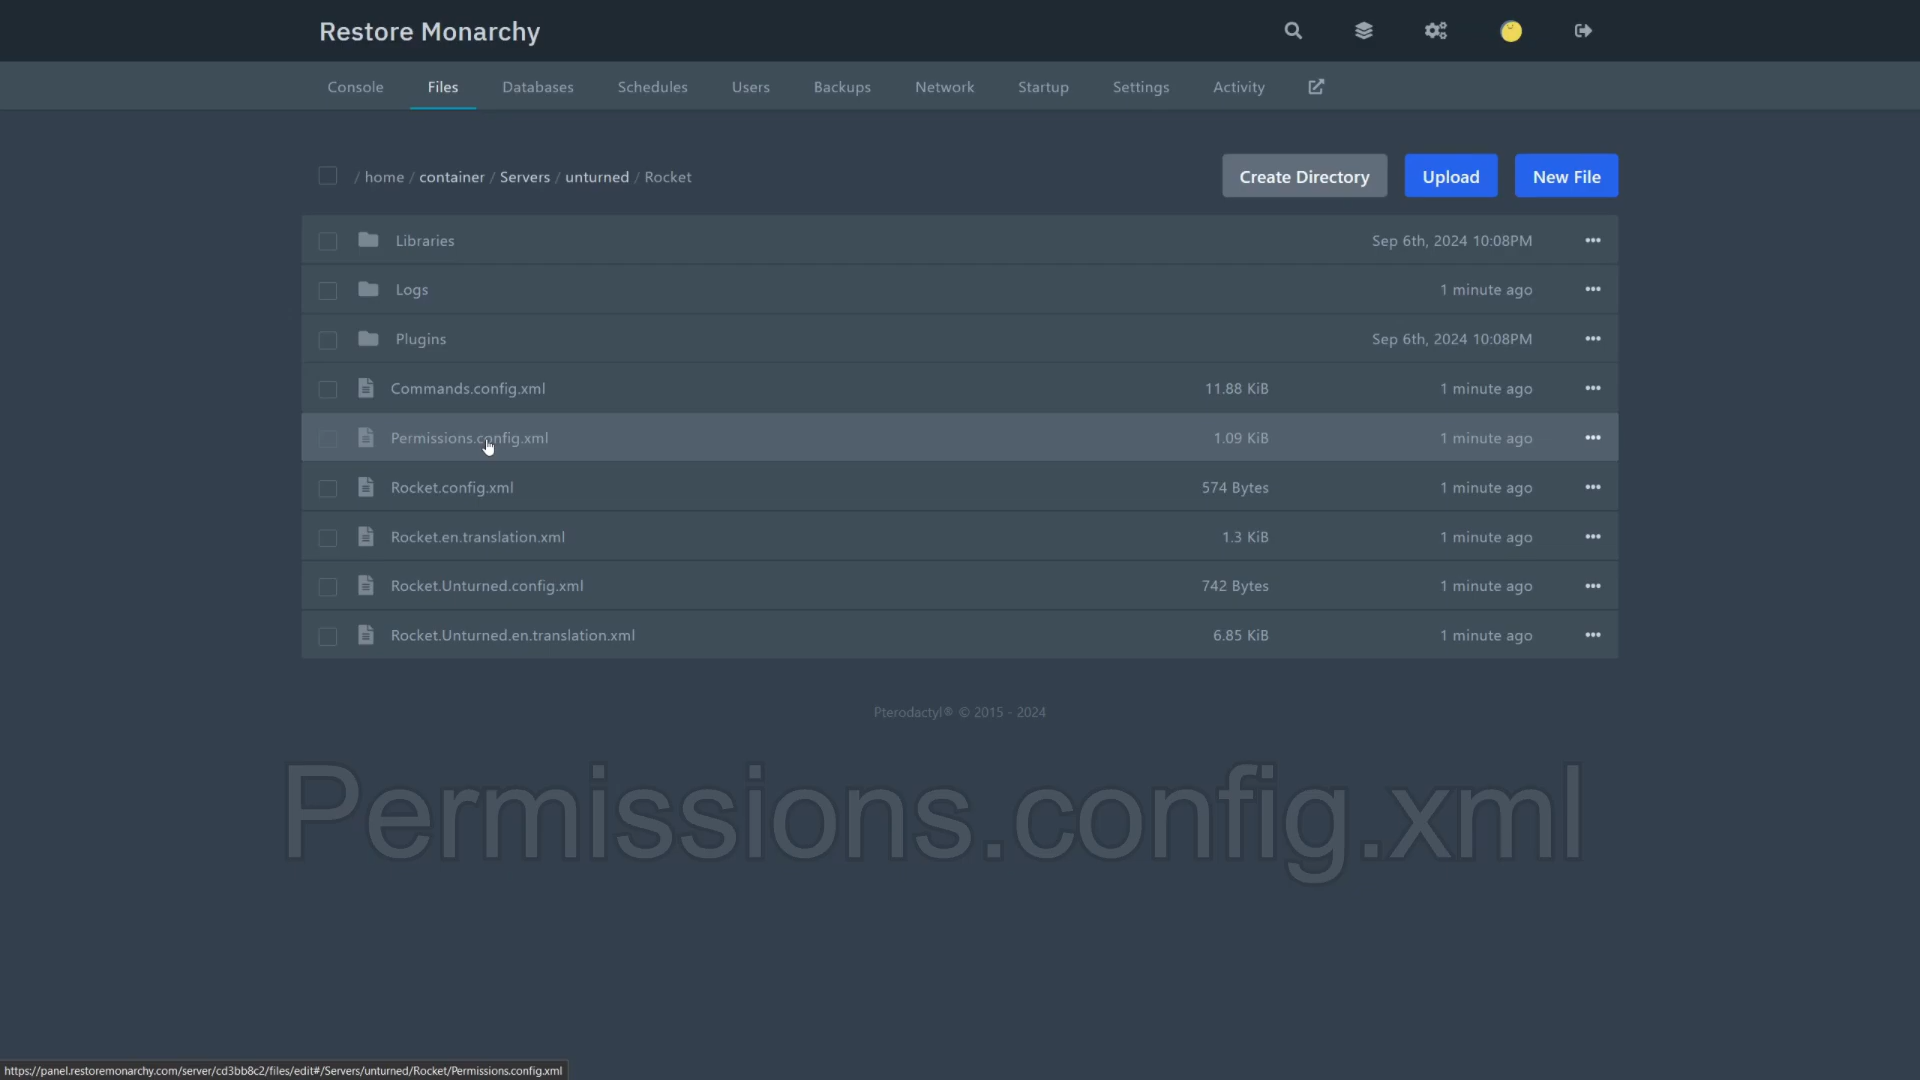 Restore Monarchy
Console Files Databases Schedules Users Backups Network Startup Settings Activity
/ home / container / Servers / unturned / Rocket Create Directory Upload New File
Libraries Sep 6th, 2024 10:08PM
Logs 1 minute ago
Plugins Sep 6th, 2024 10:08PM
Commands.config.xml 11.88 KiB 1 minute ago
Permissions.config.xml 1.09 KiB 1 minute ago
Rocket.config.xml 574 Bytes 1 minute ago
Rocket.en.translation.xml 1.3 KiB 1 minute ago
Rocket.Unturned.config.xml 742 Bytes 1 minute ago
Rocket.Unturned.en.translation.xml 6.85 KiB 1 minute ago
Pterodactyl® © 2015 - 2024
Permissions.config.xml
https://panel.restoremonarchy.com/server/cd3bb8c2/files/edit#/Servers/unturned/Rocket/Permissions.config.xml